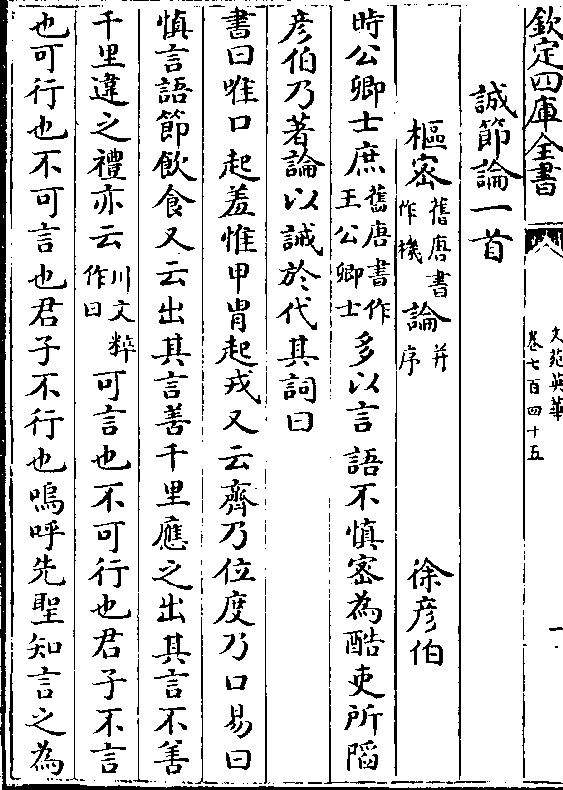 欽定四庫全書
文苑英華
卷七百四十五
一
誡節論一首
樞密舊唐書作機論并序
徐彦伯
時公卿士庶舊唐書作王公卿士多以言語不慎密為酷吏所陷
彦伯乃著論以誡於代其詞曰
書曰唯口起羞惟甲胄起戎又云齊乃位度乃口易曰
慎言語節飲食又云出其言善千里應之出其言不善
千里違之禮亦云川文粹作曰可言也不可行也君子不言
也可行也不可言也君子不行也嗚呼先聖知言之為